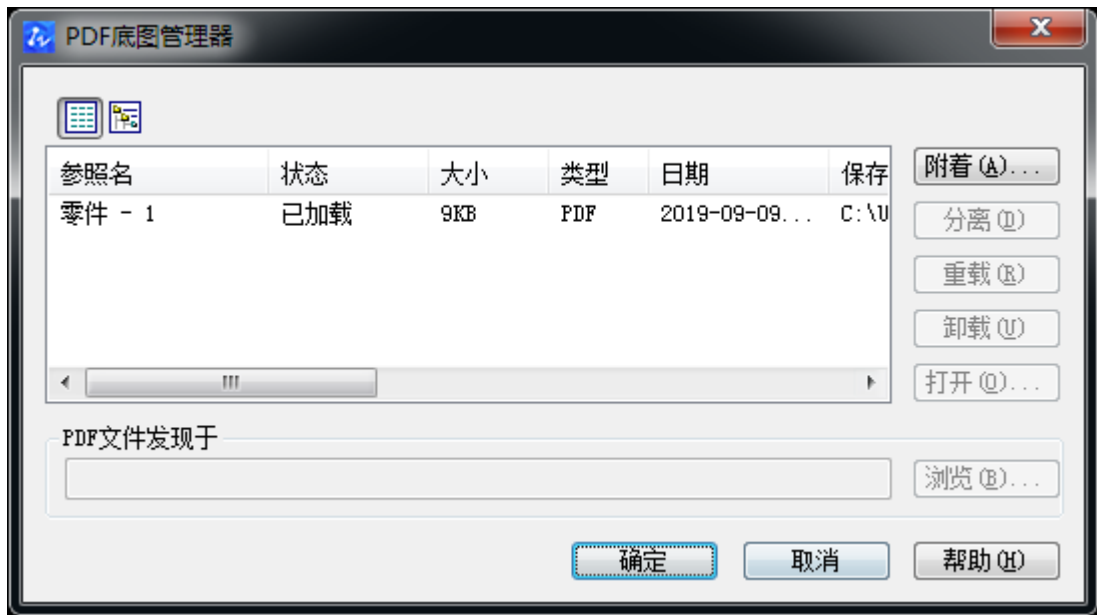 PDF底图管理器
参照名 状态 大小 类型 日期 保存
零件 - 1 已加载 9KB PDF 2019-09-09... C:\U
附着(A)...
分离(D)
重载(R)
卸载(U)
打开(O)...
PDF文件发现于
浏览(B)...
确定 取消 帮助(H)